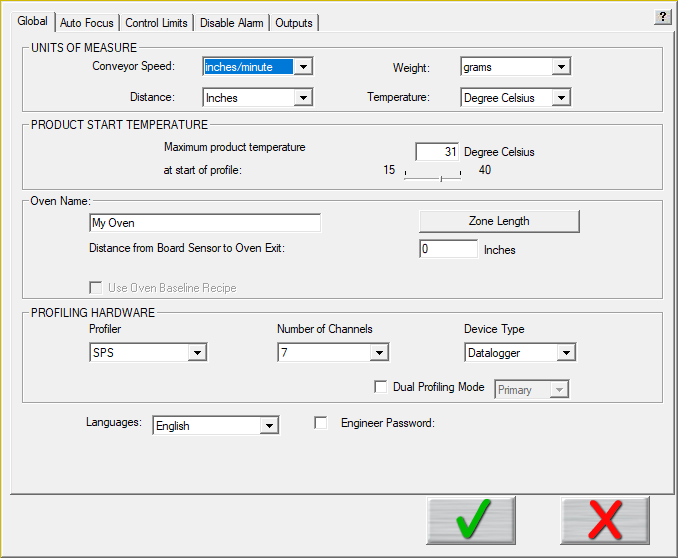 Global Auto Focus Control Limits Disable Alarm Outputs ?
UNITS OF MEASURE
Conveyor Speed: inches/minute Weight: grams
Distance: Inches Temperature: Degree Celsius
PRODUCT START TEMPERATURE
Maximum product temperature 31 Degree Celsius
at start of profile: 15 40
Oven Name:
My Oven Zone Length
Distance from Board Sensor to Oven Exit: 0 Inches
Use Oven Baseline Recipe
PROFILING HARDWARE
Profiler Number of Channels Device Type
SPS 7 Datalogger
Dual Profiling Mode Primary
Languages: English Engineer Password: